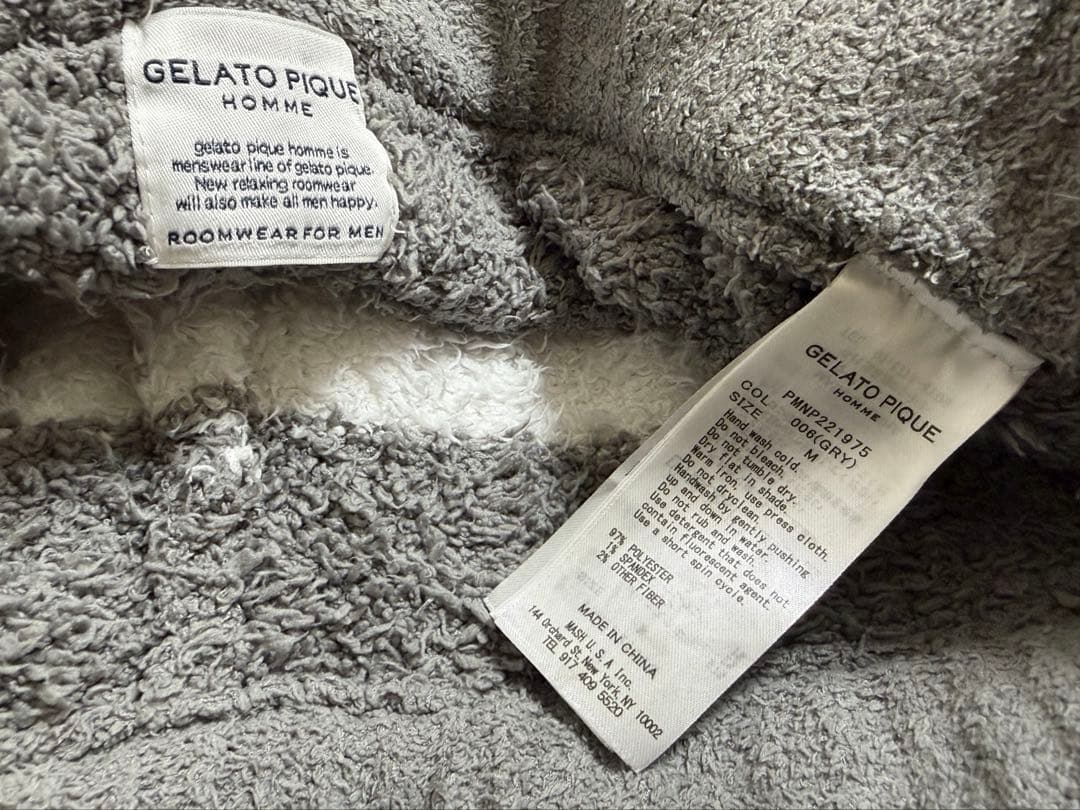 GELATO PIQUE
HOMME
gelato pique homme is
menswear line of gelato pique.
New relaxing roomwear
will also make all men happy.
ROOMWEAR FOR MEN
GELATO PIQUE
HOMME
PMNP221975
COL 006(GRY)
SIZE M
Hand wash cold.
Do not bleach.
Do not tumble dry.
Dry flat in shade.
Warm iron, use press cloth.
Do not dryclean.
Handwash by gently pushing
up and down in water.
Do not rub and wash.
Use detergent that does not
contain fluorescent agent.
Use a short spin cycle.
97% POLYESTER
1% SPANDEX
2% OTHER FIBER
MADE IN CHINA
MASH U.S.A Inc.
144 Orchard St. New York, NY 10002
TEL 917 409 5520